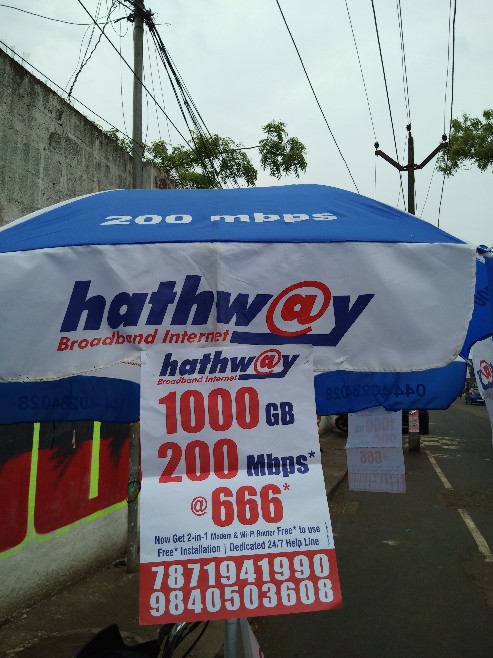 200 mbps
hathw@y
Broadband Internet
hathw@y
Broadband Internet
1000 GB
200 Mbps*
@ 666*
Now Get 2-in-1 Modem & Wi-Fi Router Free* to use
Free* Installation | Dedicated 24/7 Help Line
7871941990
9840503608